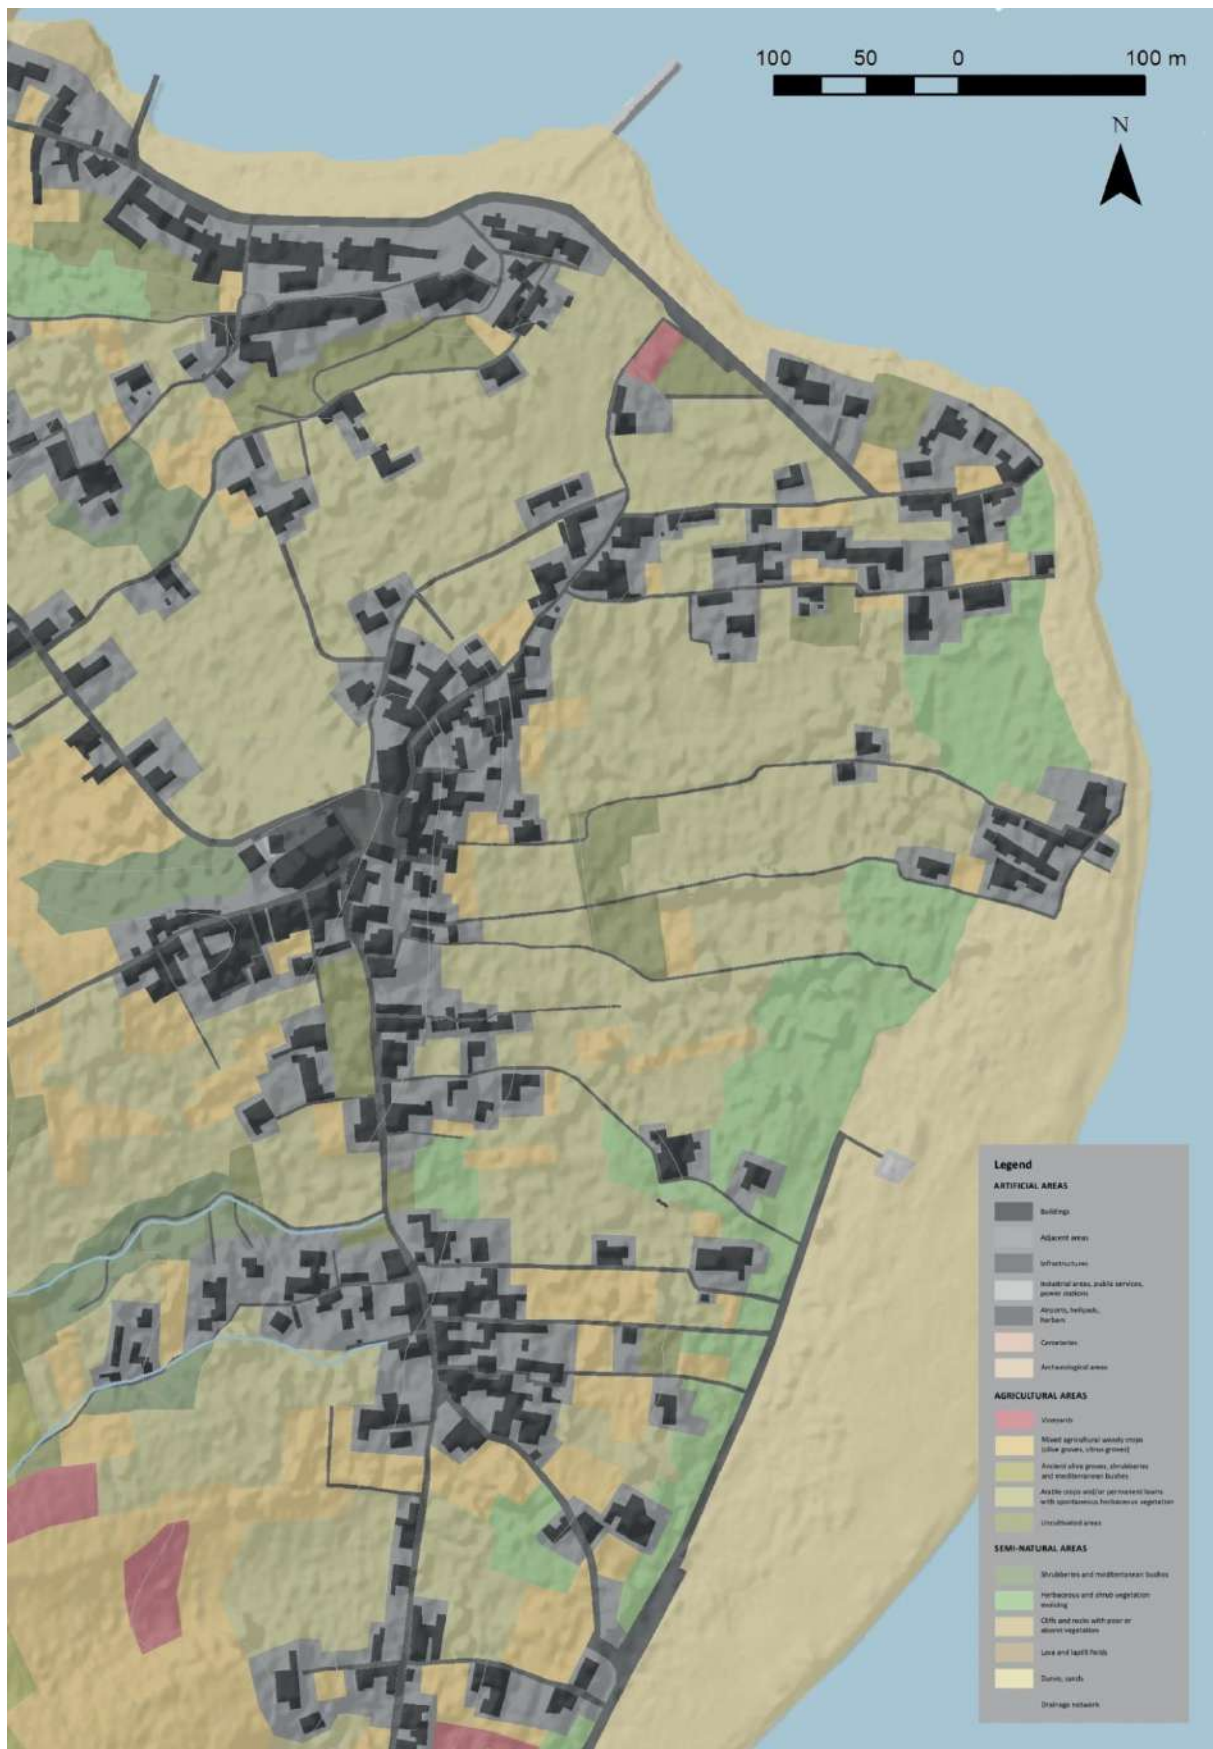 100 50 0 100 m
N
Legend
ARTIFICIAL AREAS
Buildings
Adjacent areas
Infrastructures
Industrial areas, public services,
power stations
Airports, helipads,
harbors
Cemeteries
Archaeological areas
AGRICULTURAL AREAS
Vineyards
Mixed agricultural woody crops
(olive groves, citrus groves)
Ancient olive groves, shrubberies
and mediterranean bushes
Arable crops and/or permanent lawns
with spontaneous herbaceous vegetation
Uncultivated areas
SEMI-NATURAL AREAS
Shrubberies and mediterranean bushes
Herbaceous and shrub vegetation
evolving
Cliffs and rocks with poor or
absent vegetation
Lava and lapilli fields
Dunes, sands
Drainage network